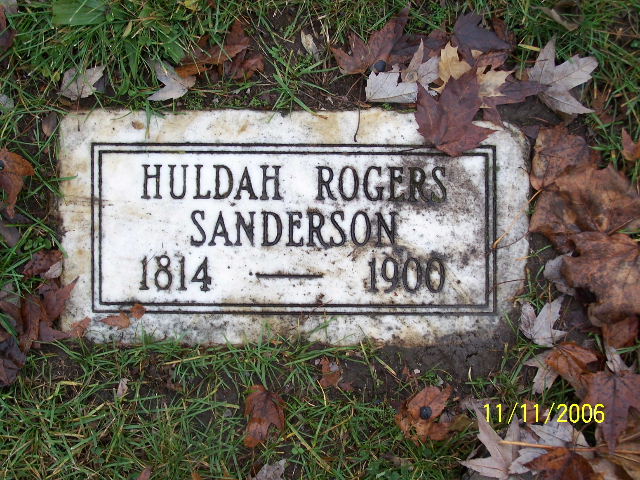 HULDAH ROGERS
SANDERSON
1814 — 1900
11/11/2006